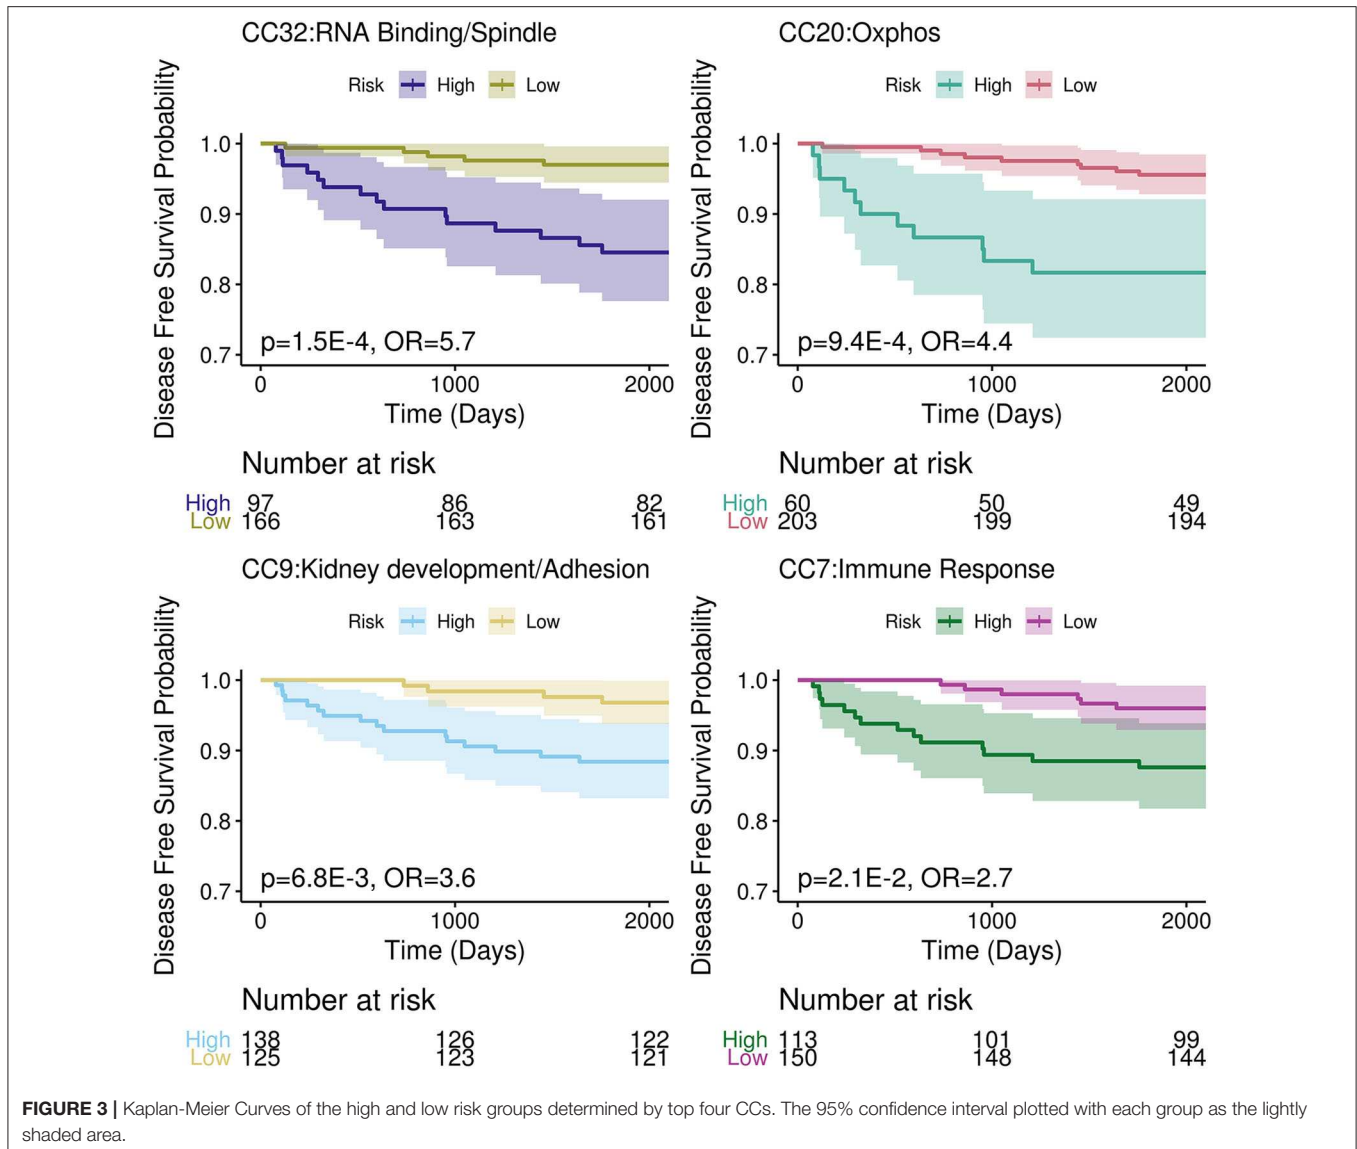 CC32:RNA Binding/Spindle
Risk High Low
Disease Free Survival Probability
1.0
0.9
0.8
0.7
p=1.5E-4, OR=5.7
0 1000 2000
Time (Days)
Number at risk
High 97 86 82
Low 166 163 161
CC20:Oxphos
Risk High Low
Disease Free Survival Probability
1.0
0.9
0.8
0.7
p=9.4E-4, OR=4.4
0 1000 2000
Time (Days)
Number at risk
High 60 50 49
Low 203 199 194
CC9:Kidney development/Adhesion
Risk High Low
Disease Free Survival Probability
1.0
0.9
0.8
0.7
p=6.8E-3, OR=3.6
0 1000 2000
Time (Days)
Number at risk
High 138 126 122
Low 125 123 121
CC7:Immune Response
Risk High Low
Disease Free Survival Probability
1.0
0.9
0.8
0.7
p=2.1E-2, OR=2.7
0 1000 2000
Time (Days)
Number at risk
High 113 101 99
Low 150 148 144
FIGURE 3 | Kaplan-Meier Curves of the high and low risk groups determined by top four CCs. The 95% confidence interval plotted with each group as the lightly
shaded area.